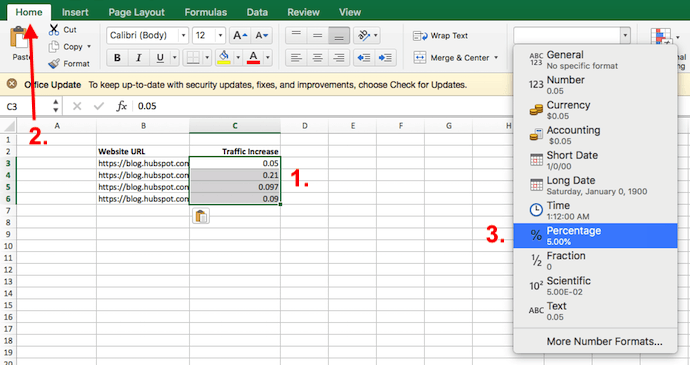 Home Insert Page Layout Formulas Data Review View
Cut
Copy
Format
Paste
Calibri (Body) 12 A A
B I U A
Wrap Text
Merge & Center
Office Update To keep up-to-date with security updates, fixes, and improvements, choose Check for Updates.
C3 fx 0.05
A B C D E F G H
1
2 Website URL Traffic Increase
3 https://blog.hubspot.con 0.05
4 https://blog.hubspot.con 0.21
5 https://blog.hubspot.con 0.097
6 https://blog.hubspot.con 0.09
7
8
9
10
11
12
13
14
15
16
17
18
19
20
1.
2.
3.
ABC 123 General
No specific format
123 Number
0.05
Currency
$0.05
Accounting
$0.05
Short Date
1/0/00
Long Date
Saturday, January 0, 1900
Time
1:12:00 AM
% Percentage
5.00%
½ Fraction
0
10² Scientific
5.00E-02
ABC Text
0.05
More Number Formats...